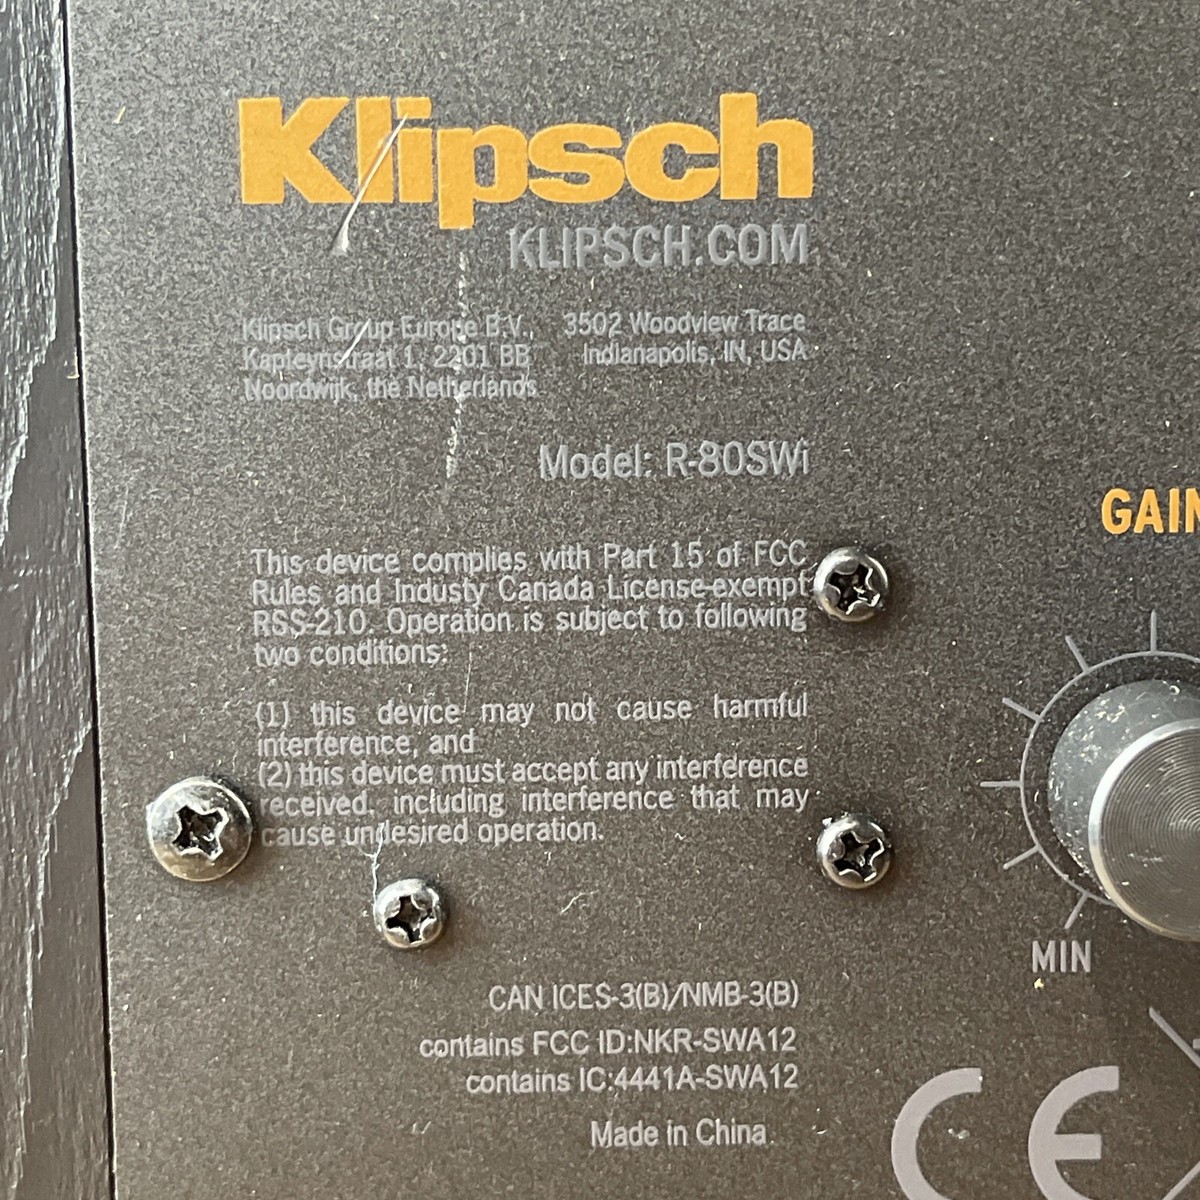 Klipsch
KLIPSCH.COM
Klipsch Group Europe B.V.,
Kapteynstraat 1, 2201 BB
Noordwijk, the Netherlands
3502 Woodview Trace
Indianapolis, IN, USA
Model: R-80SWi
GAIN
This device complies with Part 15 of FCC
Rules and Industy Canada License-exempt
RSS-210. Operation is subject to following
two conditions:
(1) this device may not cause harmful
interference, and
(2) this device must accept any interference
received, including interference that may
cause undesired operation.
MIN
CAN ICES-3(B)/NMB-3(B)
contains FCC ID:NKR-SWA12
contains IC:4441A-SWA12
Made in China
CE